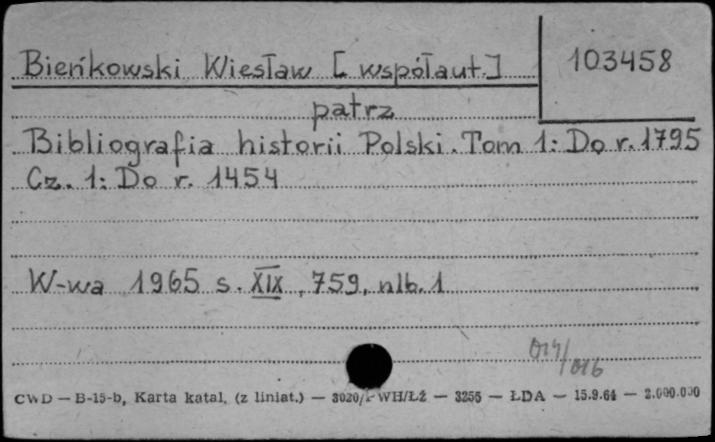 Bieńkowski Wiesław [współaut.]
103458
patrz
Bibliografia historii Polski. Tom 1: Do r. 1795
Cz. 1: Do r. 1454
W-wa 1965 s. XIX, 759, nlb. 1
CWD — B-15-b, Karta katal. (z liniat.) — 3020/ WH/ŁŻ — 3255 — ŁDA — 15.9.64 — 2.000.000